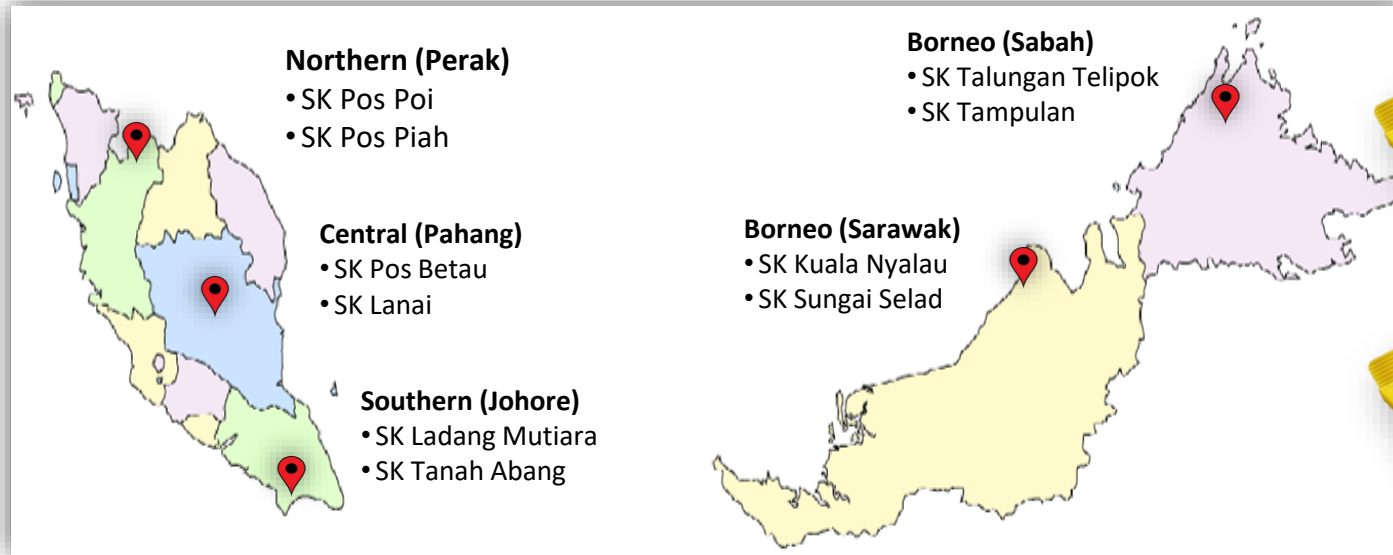 Northern (Perak)
• SK Pos Poi
• SK Pos Piah
Central (Pahang)
• SK Pos Betau
• SK Lanai
Southern (Johore)
• SK Ladang Mutiara
• SK Tanah Abang
Borneo (Sabah)
• SK Talungan Telipok
• SK Tampulan
Borneo (Sarawak)
• SK Kuala Nyalau
• SK Sungai Selad